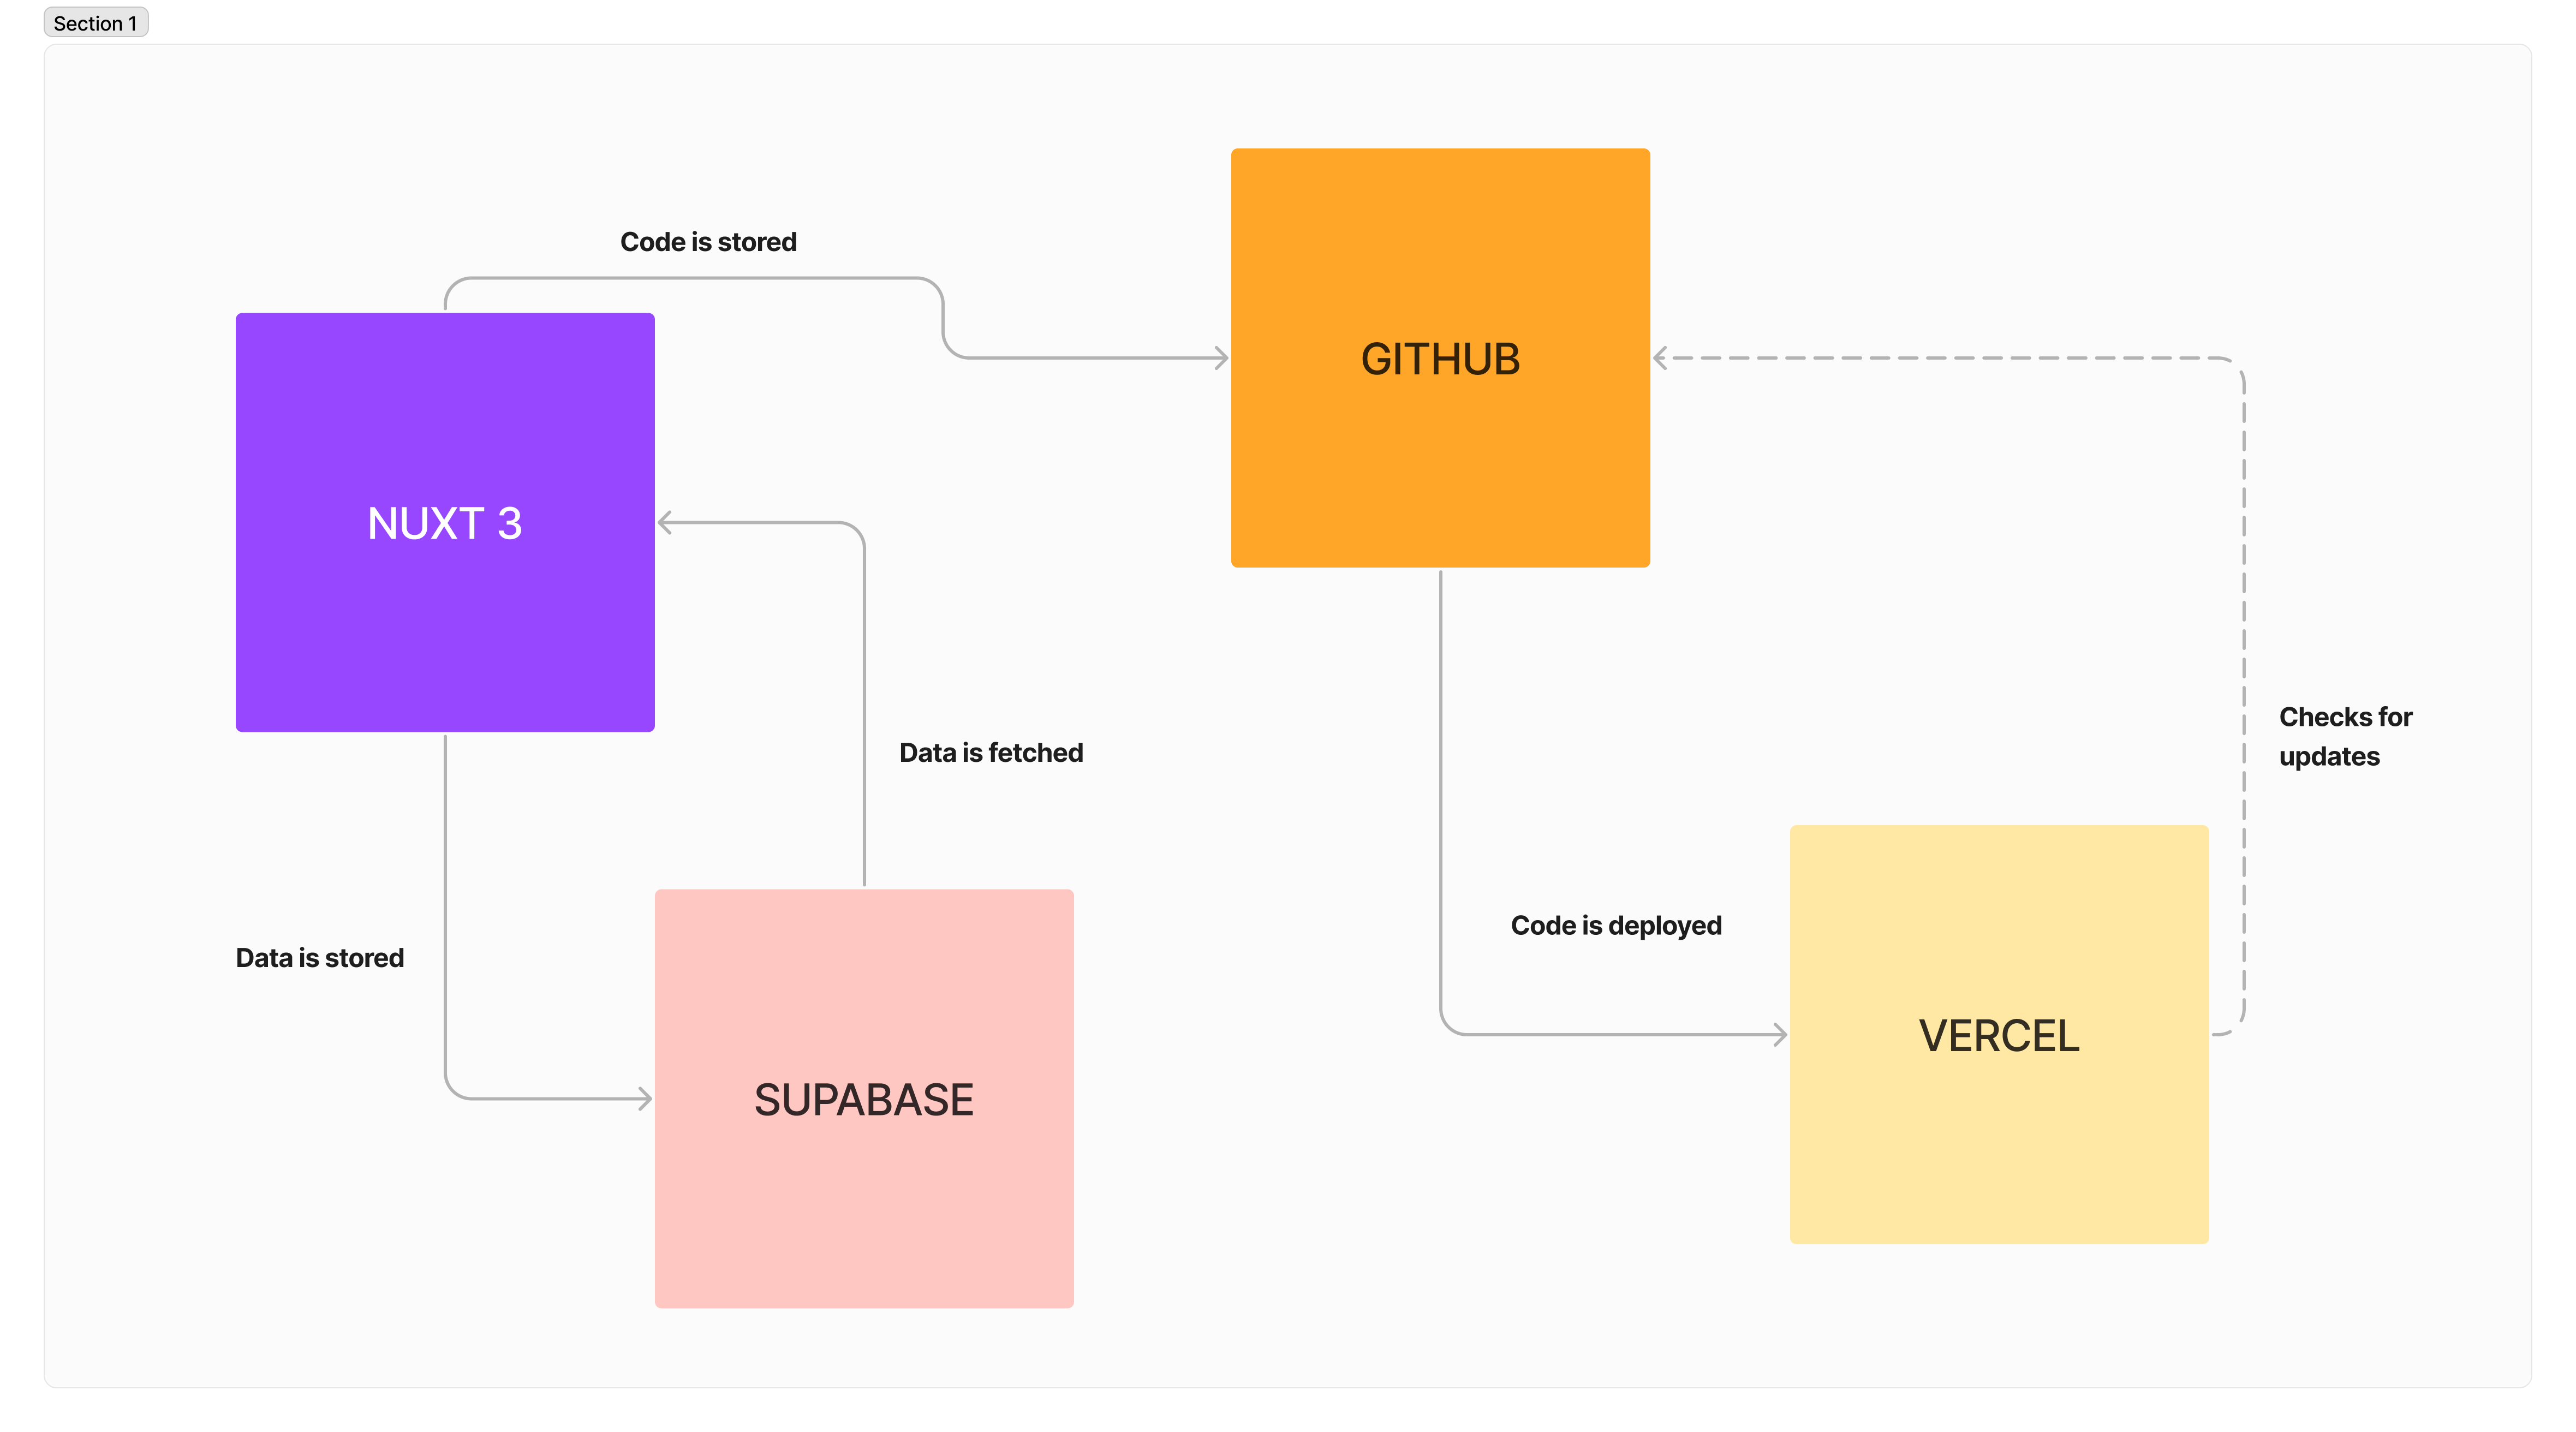 Section 1
Code is stored
GITHUB
NUXT 3
Data is fetched
Checks for
updates
Code is deployed
Data is stored
VERCEL
SUPABASE